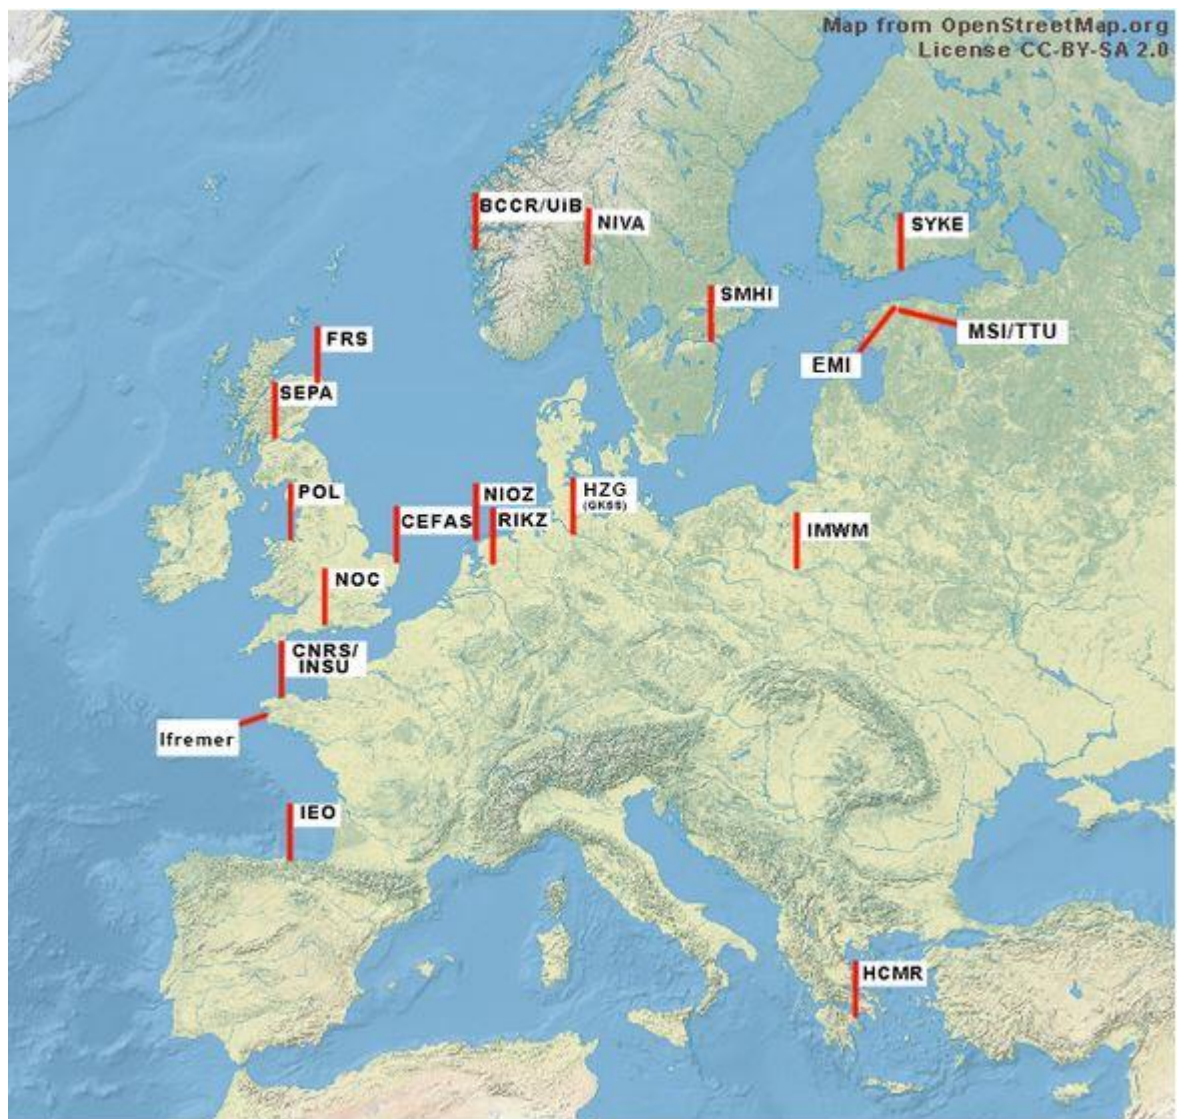 Map from OpenStreetMap.org
License CC-BY-SA 2.0
BCCR/UiB
NIVA
SYKE
SMHI
MSI/TTU
EMI
FRS
SEPA
POL
NIOZ
HZG
(GKSS)
CEFAS
RIKZ
IMWM
NOC
CNRS/
INSU
Ifremer
IEO
HCMR